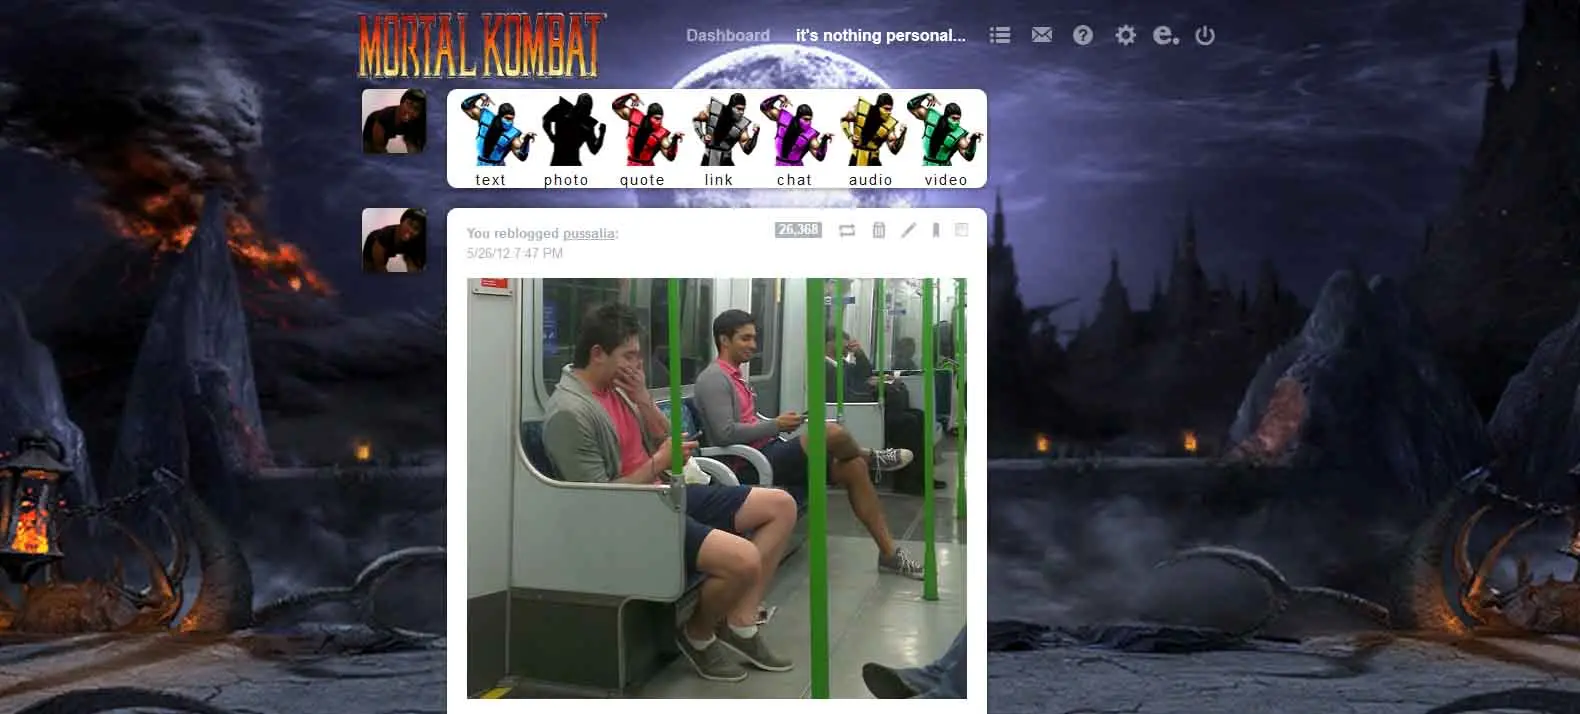 MORTAL KOMBAT
Dashboard it's nothing personal...
text photo quote link chat audio video
You reblogged pussalia:
26,368
5/26/12 7:47 PM